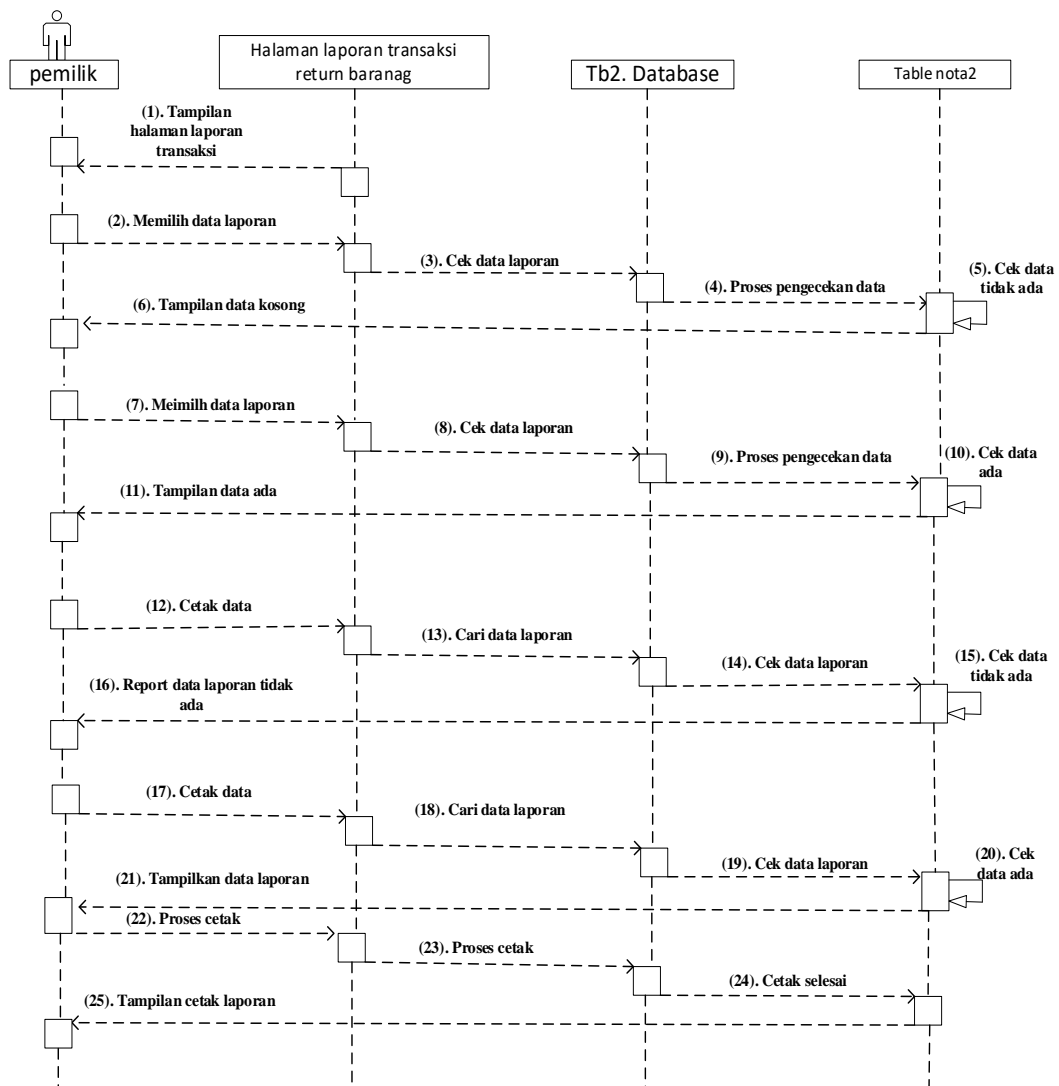 pemilik
Halaman laporan transaksi
return baranag
Tb2. Database
Table nota2
(1). Tampilan
halaman laporan
transaksi
(2). Memilih data laporan
(3). Cek data laporan
(4). Proses pengecekan data
(5). Cek data
tidak ada
(6). Tampilan data kosong
(7). Meimilh data laporan
(8). Cek data laporan
(9). Proses pengecekan data
(10). Cek data
ada
(11). Tampilan data ada
(12). Cetak data
(13). Cari data laporan
(14). Cek data laporan
(15). Cek data
tidak ada
(16). Report data laporan tidak
ada
(17). Cetak data
(18). Cari data laporan
(19). Cek data laporan
(20). Cek
data ada
(21). Tampilkan data laporan
(22). Proses cetak
(23). Proses cetak
(24). Cetak selesai
(25). Tampilan cetak laporan